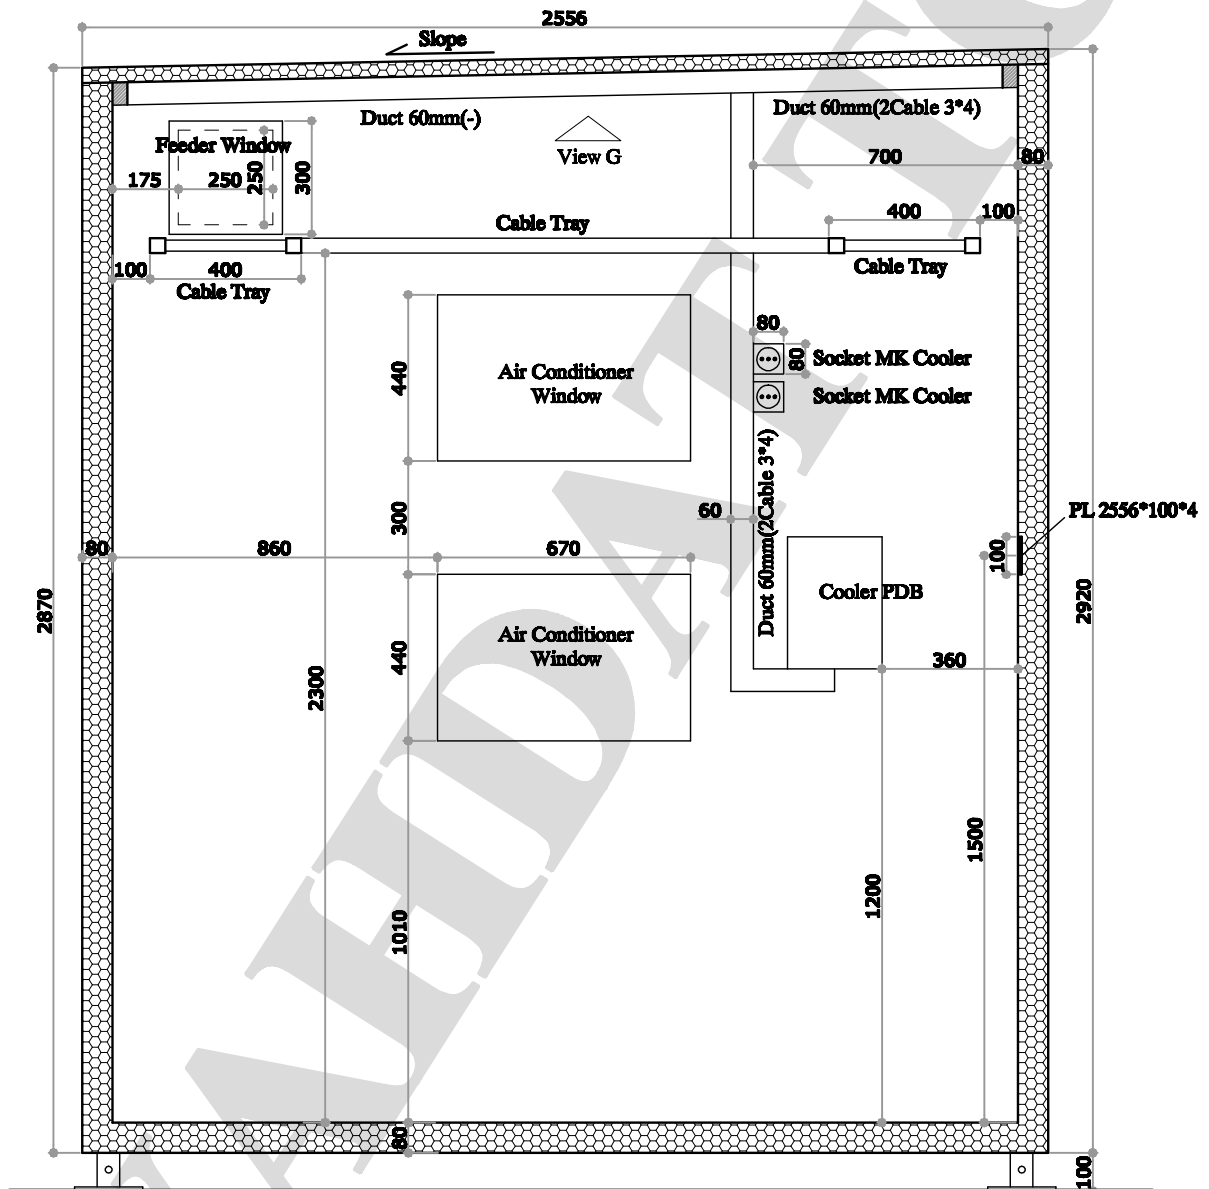 2556
Slope
Duct 60mm(-)
Duct 60mm(2Cable 3*4)
View G
Feeder Window
175
250
250
300
700
80
Cable Tray
400
100
100
400
Cable Tray
Cable Tray
80
80
Socket MK Cooler
Socket MK Cooler
440
Air Conditioner
Window
Duct 60mm(2Cable 3*4)
60
300
PL 2556*100*4
80
860
670
100
Cooler PDB
2870
2920
440
Air Conditioner
Window
2300
360
1500
1200
1010
80
100